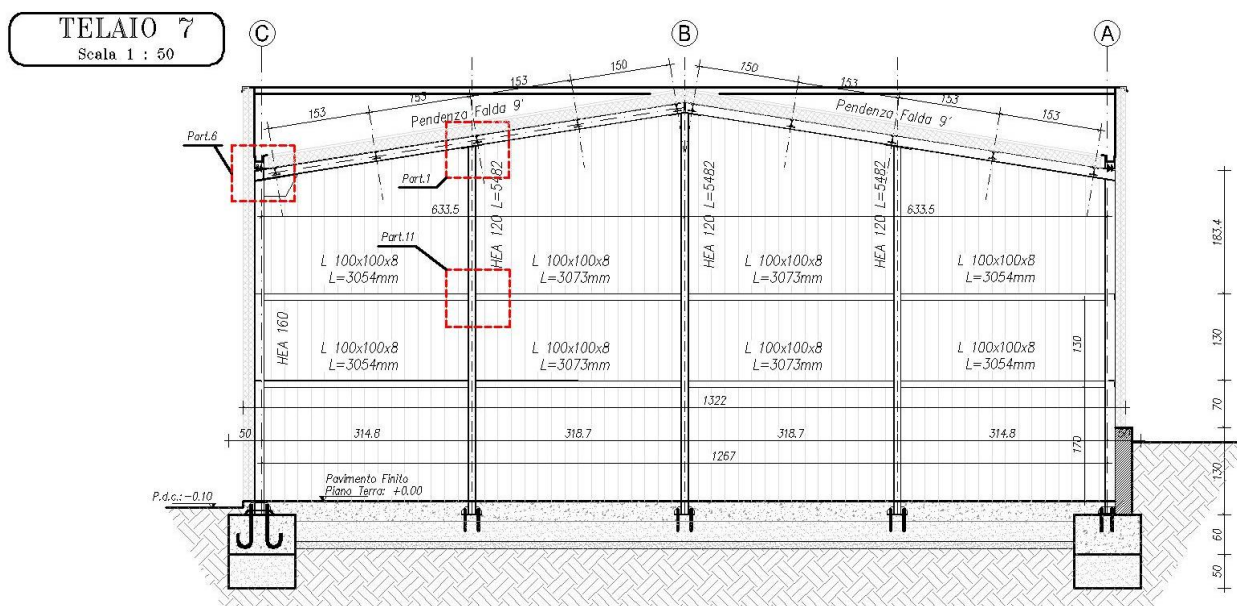 TELAIO 7
Scala 1 : 50
C
B
A
153
153
153
150
150
153
153
153
Pendenza Falda 9'
Pendenza Falda 9'
Part.6
Part.1
Part.11
633.5
633.5
HEA 120 L=5482
HEA 120 L=5482
HEA 120 L=5482
HEA 160
L 100x100x8
L=3054mm
L 100x100x8
L=3073mm
L 100x100x8
L=3073mm
L 100x100x8
L=3054mm
L 100x100x8
L=3054mm
L 100x100x8
L=3073mm
L 100x100x8
L=3073mm
L 100x100x8
L=3054mm
130
1322
50
314.8
318.7
318.7
314.8
50
170
1267
Pavimento Finito
Piano Terra: +0.00
P.d.c.:-0.10
183.4
130
70
130
60
50